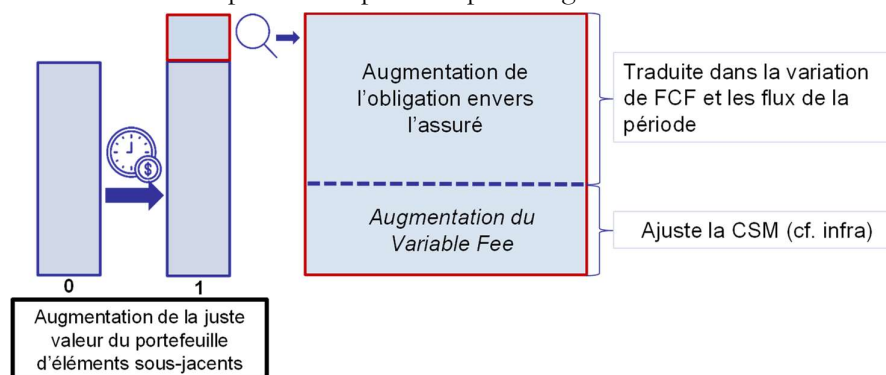 Augmentation de
l'obligation envers
l'assuré
Traduite dans la variation
de FCF et les flux de la
période
$
Augmentation du
Variable Fee
Ajuste la CSM (cf. infra)
0
1
Augmentation de la juste
valeur du portefeuille
d'éléments sous-jacents